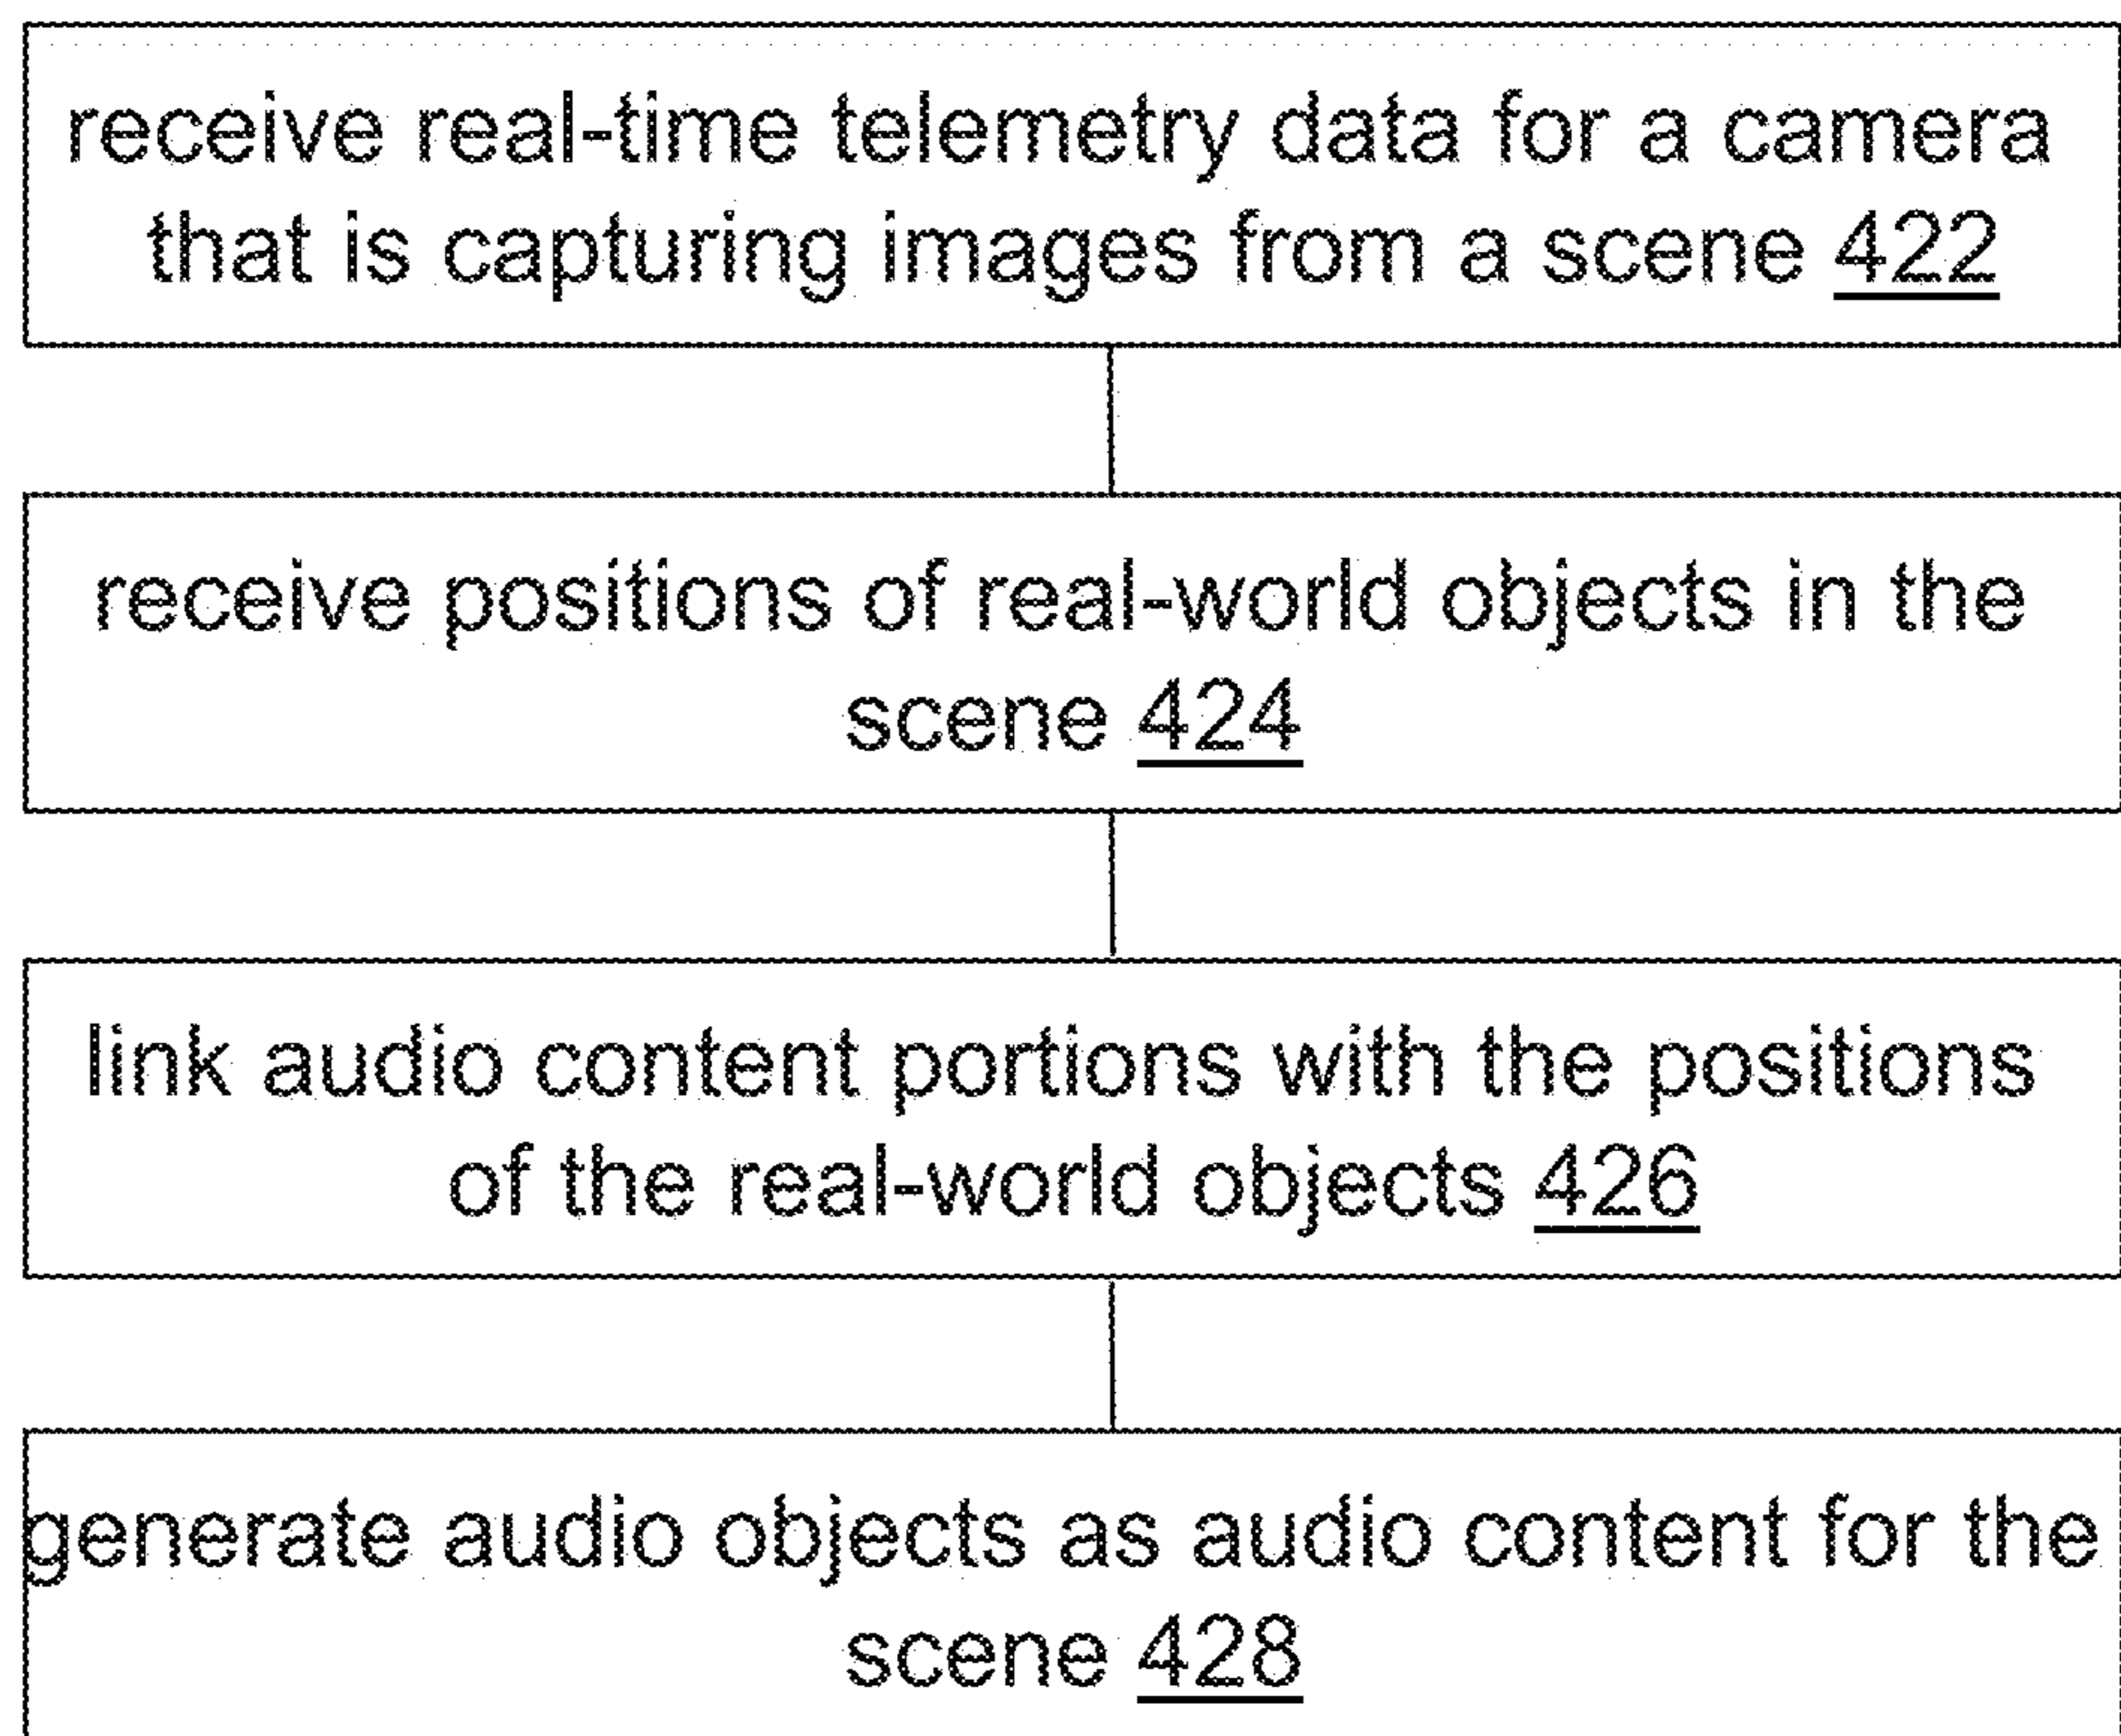 receive real-time telemetry data for a camera
that is capturing images from a scene 422
receive positions of real-world objects in the
scene 424
link audio content portions with the positions
of the real-world objects 426
generate audio objects as audio content for the
scene 428